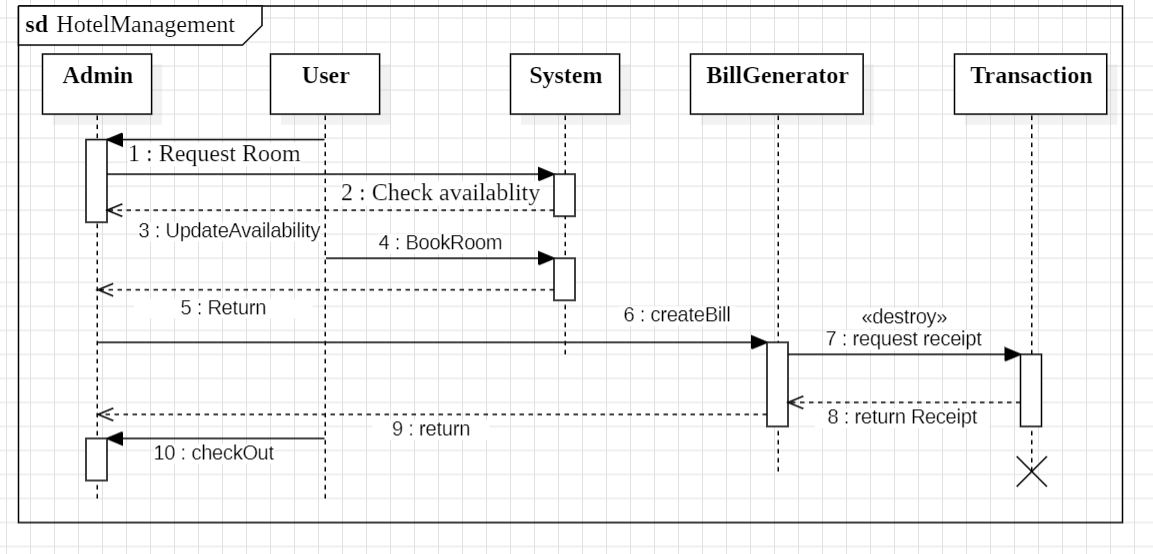 sd HotelManagement
Admin
User
System
BillGenerator
Transaction
1 : Request Room
2 : Check availablity
3 : UpdateAvailability
4 : BookRoom
5 : Return
6 : createBill
«destroy»
7 : request receipt
8 : return Receipt
9 : return
10 : checkOut